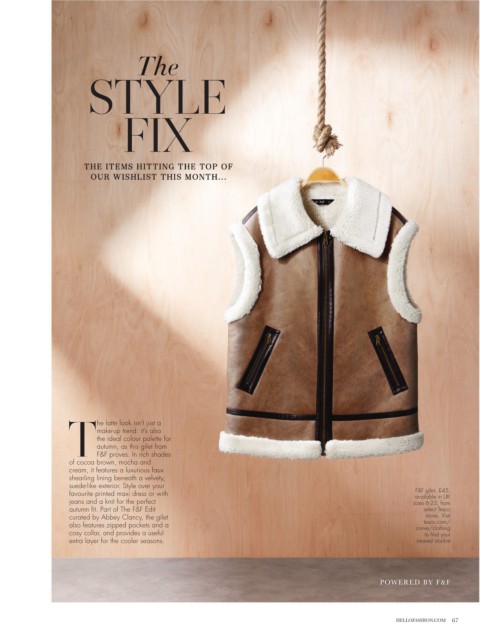 The
STYLE
FIX
THE ITEMS HITTING THE TOP OF
OUR WISHLIST THIS MONTH...
The latte look isn't just a
make-up trend: it's also
the ideal colour palette for
autumn, as this gilet from
F&F proves. In rich shades
of cocoa brown, mocha and
cream, it features a luxurious faux
shearling lining beneath a velvety,
suede-like exterior. Style over your
favourite printed maxi dress or with
jeans and a knit for the perfect
autumn fit. Part of The F&F Edit
curated by Abbey Clancy, the gilet
also features zipped pockets and a
cosy collar, and provides a useful
extra layer for the cooler seasons.
F&F gilet, £45,
available in UK
sizes 6-22, from
select Tesco
stores. Visit
tesco.com/
zones/clothing
to find your
nearest stockist
POWERED BY F&F
HELLOFASHION.COM 67